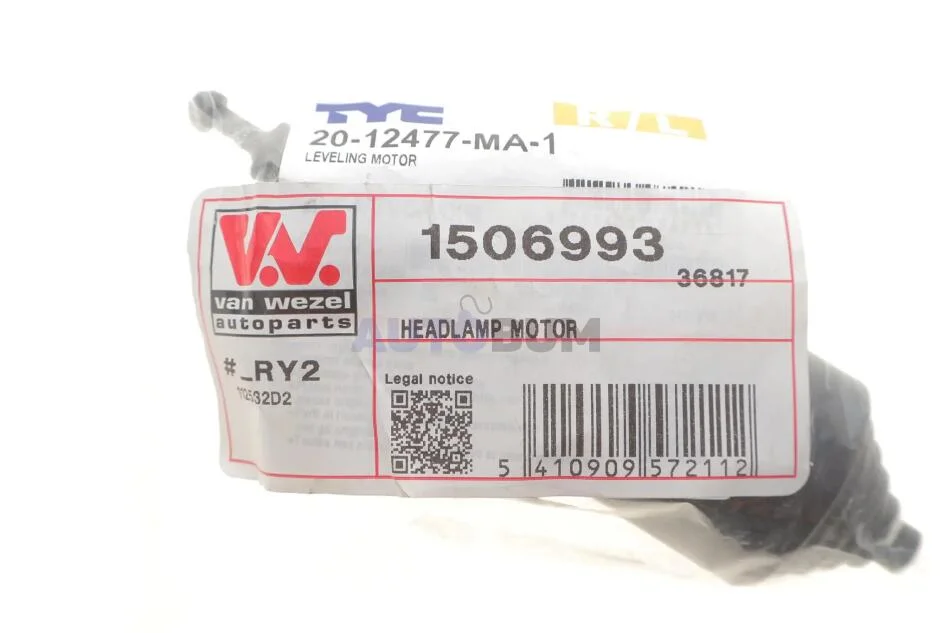 TYC
R/L
20-12477-MA-1
LEVELING MOTOR
V.W.
van wezel
autoparts
1506993
36817
HEADLAMP MOTOR
AUTOBUM
#_RY2
Legal notice
5 410909 572112